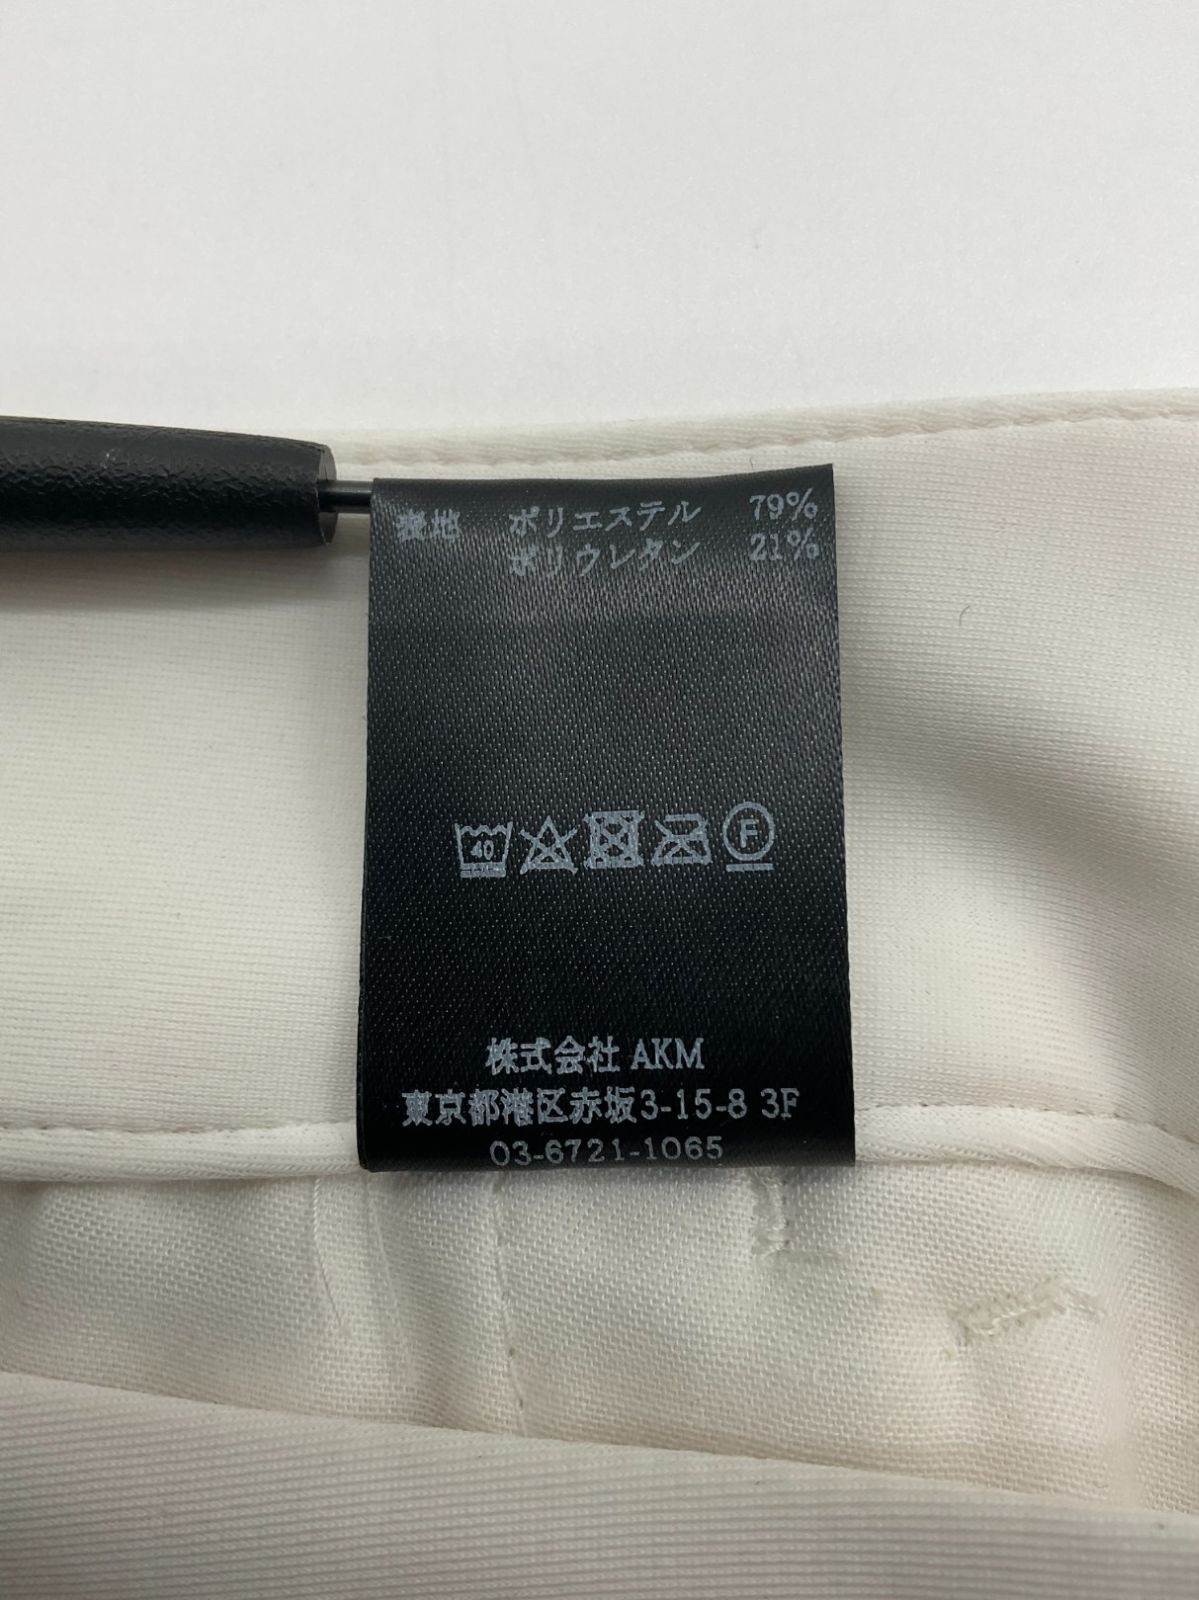 表地 ポリエステル 79%
ポリウレタン 21%
40
F
株式会社 AKM
東京都港区赤坂3-15-8 3F
03-6721-1065